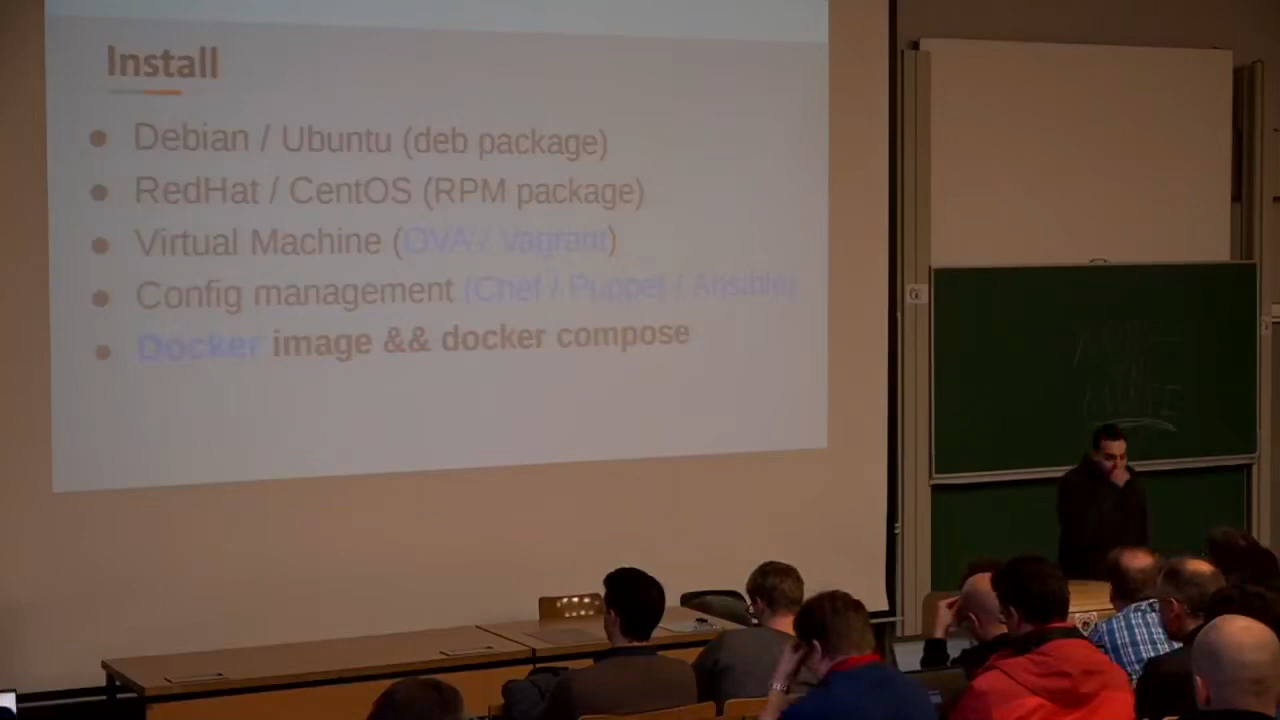 Install
Debian / Ubuntu (deb package)
RedHat / CentOS (RPM package)
Virtual Machine (OVA / Vagrant)
Config management (Chef / Puppet / Ansible)
Docker image && docker compose